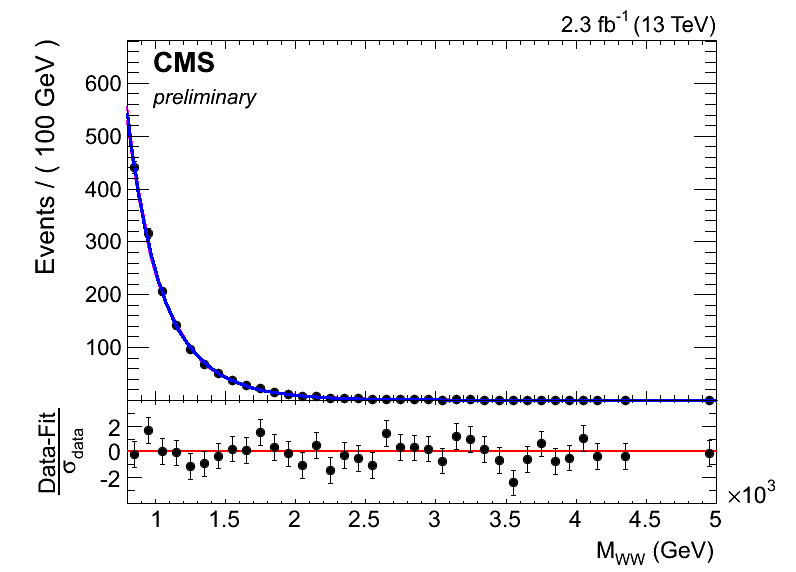 2.3 fb⁻¹ (13 TeV)
CMS
preliminary
Events / ( 100 GeV )
600
500
400
300
200
100
Data-Fit
σdata
2
0
-2
1 1.5 2 2.5 3 3.5 4 4.5 5
×10³
MWW (GeV)